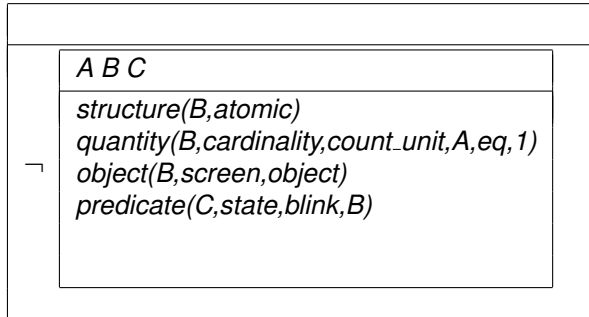 A B C
structure(B,atomic)
quantity(B,cardinality,count_unit,A,eq,1)
object(B,screen,object)
¬
predicate(C,state,blink,B)